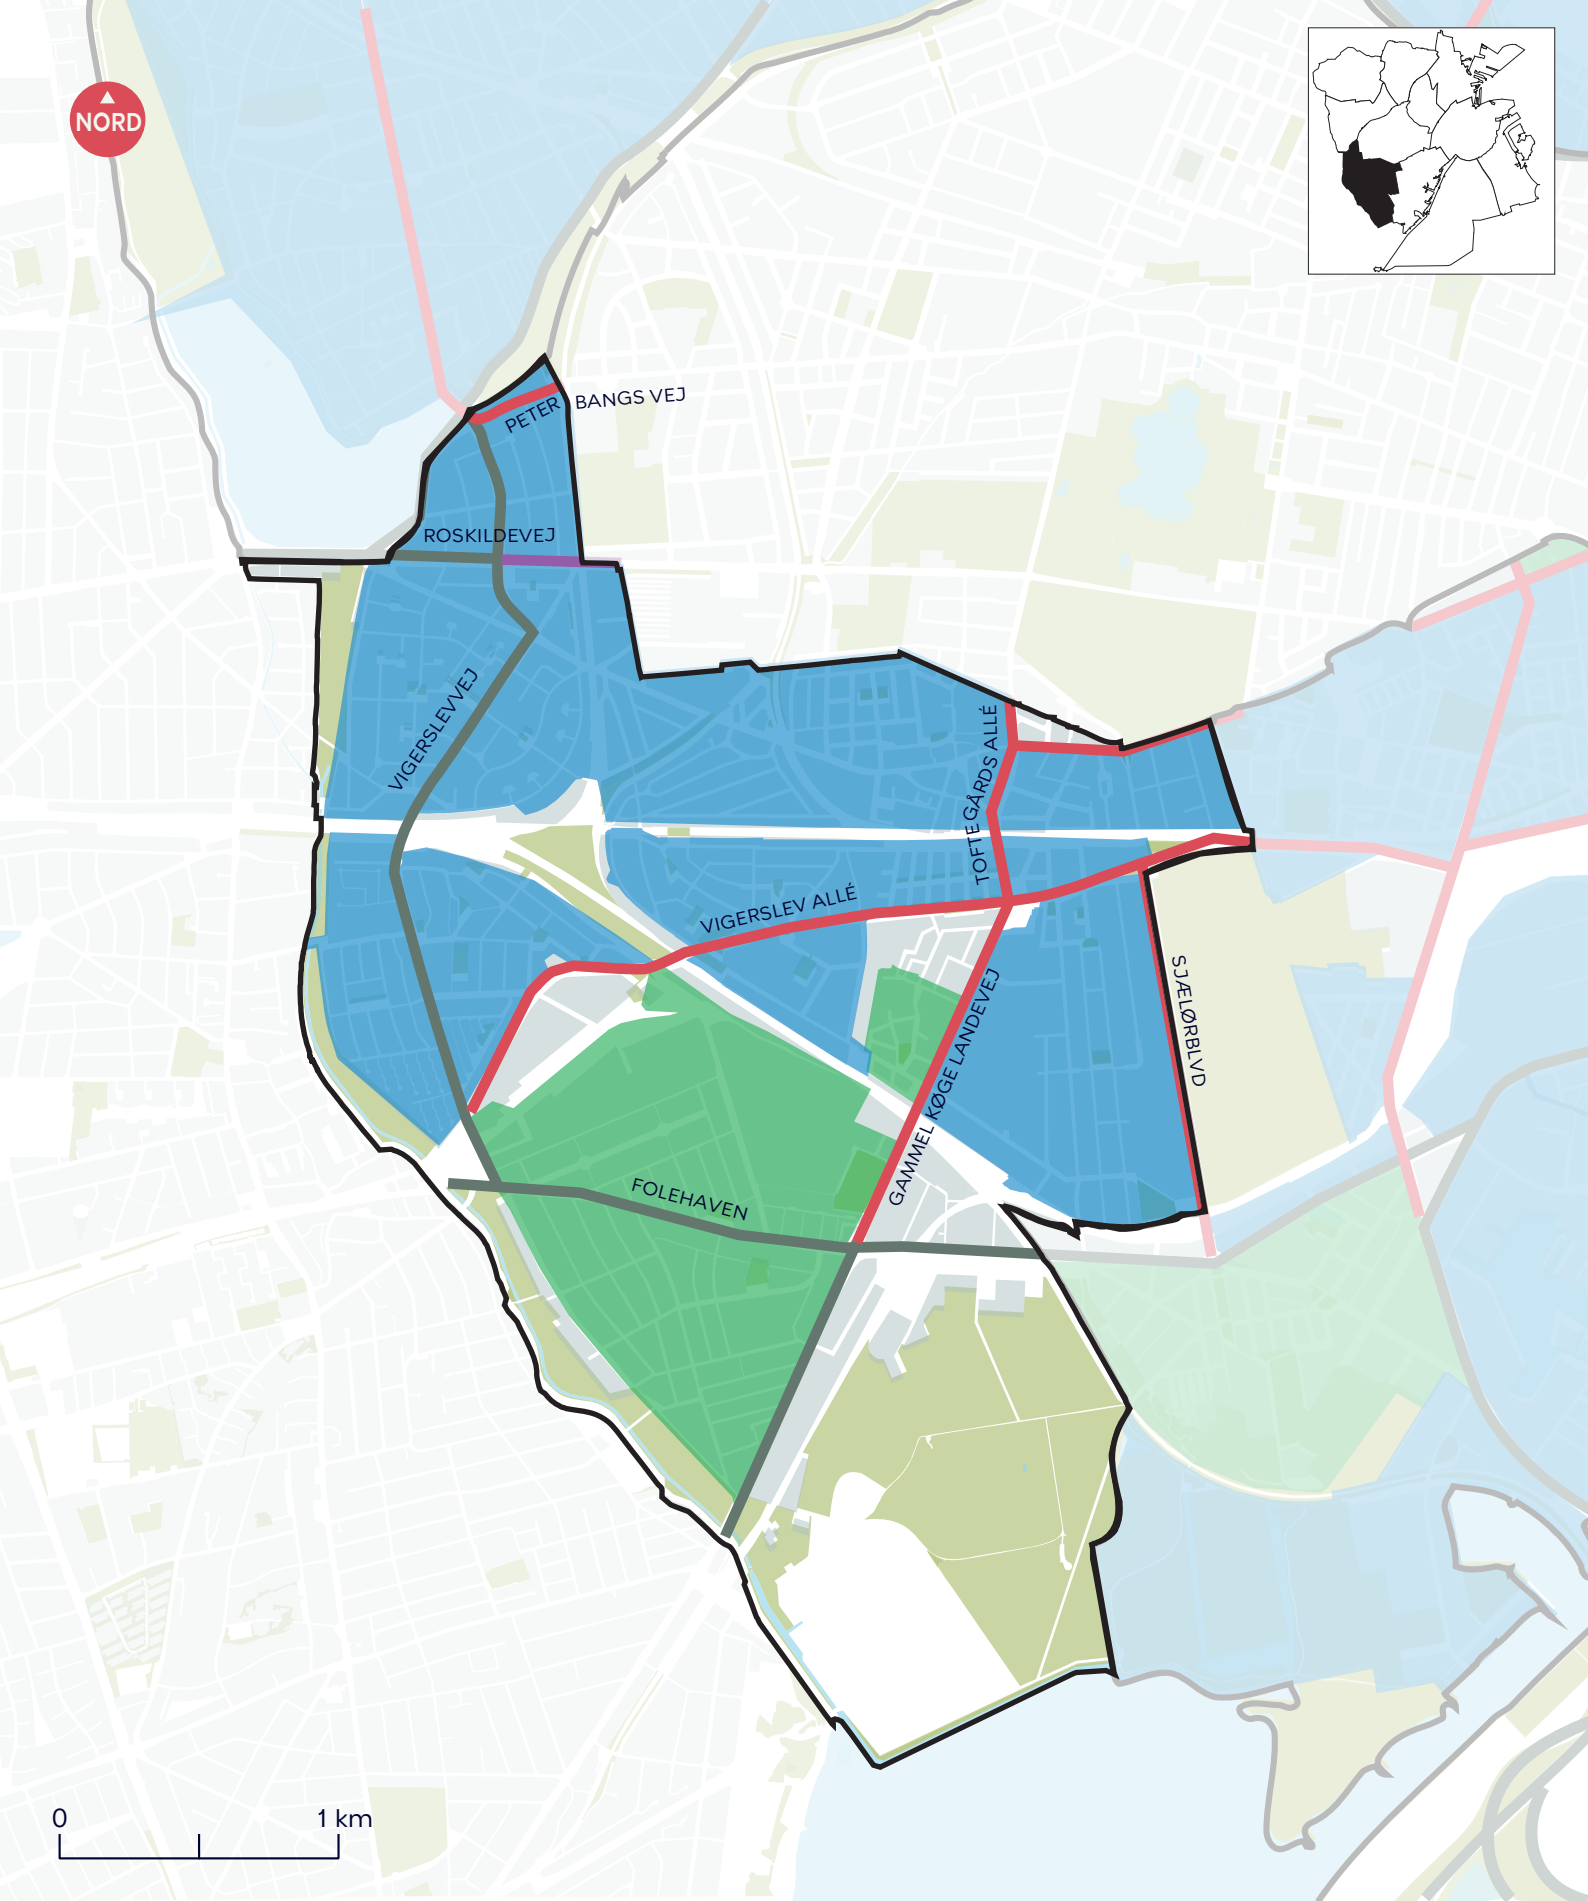 NORD
PETER BANGS VEJ
ROSKILDEVEJ
VIGERSLEVVEJ
TOFTEGÅRDS ALLÉ
VIGERSLEV ALLÉ
SJÆLØRBLVD
GAMMEL KØGE LANDEVEJ
FOLEHAVEN
0 1 km